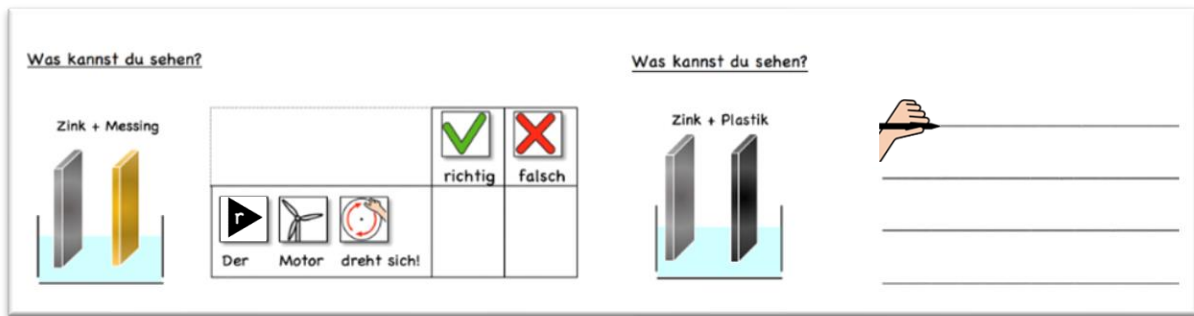 Was kannst du sehen?
Zink + Messing
richtig falsch
r
Der Motor dreht sich!
Was kannst du sehen?
Zink + Plastik